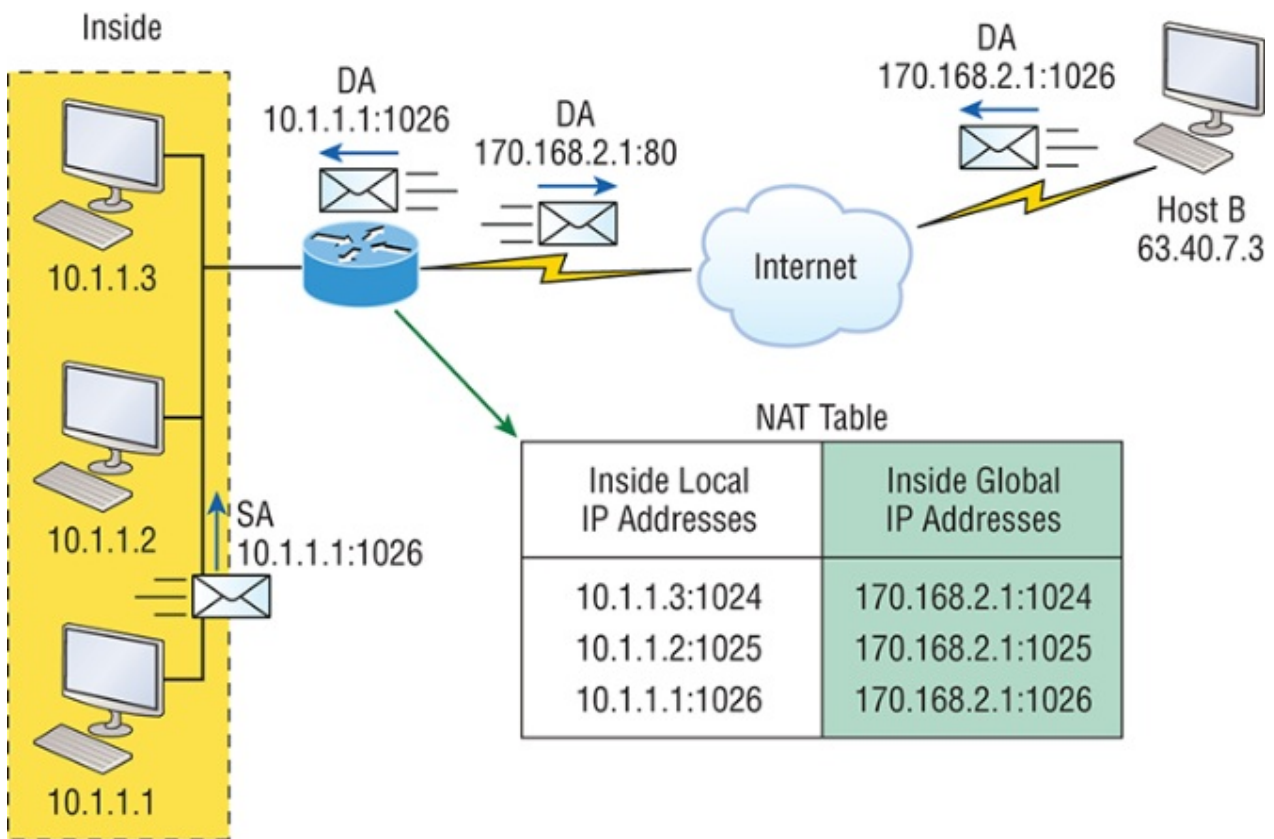 Inside
DA
10.1.1.1:1026
DA
170.168.2.1:80
DA
170.168.2.1:1026
Host B
63.40.7.3
Internet
10.1.1.3
10.1.1.2
SA
10.1.1.1:1026
10.1.1.1
NAT Table
Inside Local
IP Addresses
Inside Global
IP Addresses
10.1.1.3:1024
170.168.2.1:1024
10.1.1.2:1025
170.168.2.1:1025
10.1.1.1:1026
170.168.2.1:1026